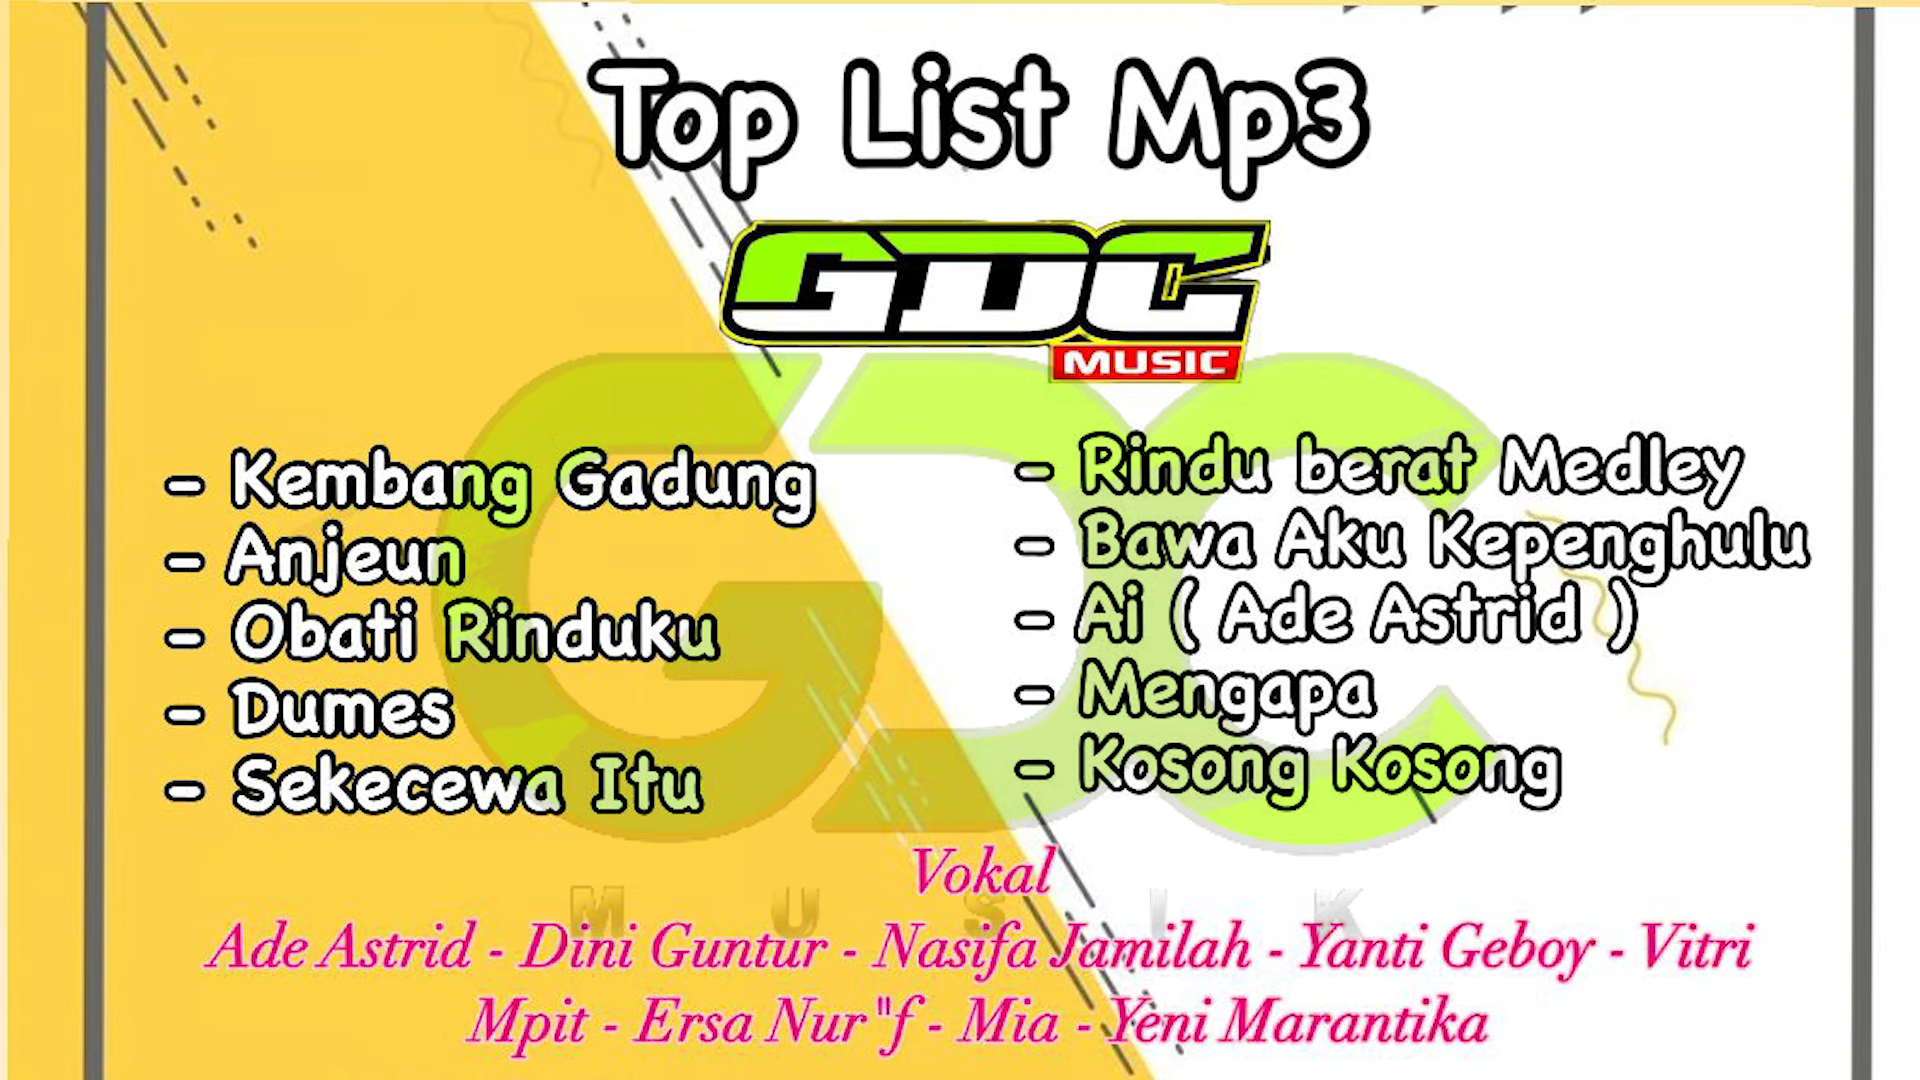 Top List Mp3
GDC
MUSIC
- Kembang Gadung
- Anjeun
- Obati Rinduku
- Dumes
- Sekecewa Itu
- Rindu berat Medley
- Bawa Aku Kepenghulu
- Ai ( Ade Astrid )
- Mengapa
- Kosong Kosong
GDC
MUSIK
Vokal
Ade Astrid - Dini Guntur - Nasifa Jamilah - Yanti Geboy - Vitri
Mpit - Ersa Nur"f - Mia - Yeni Marantika